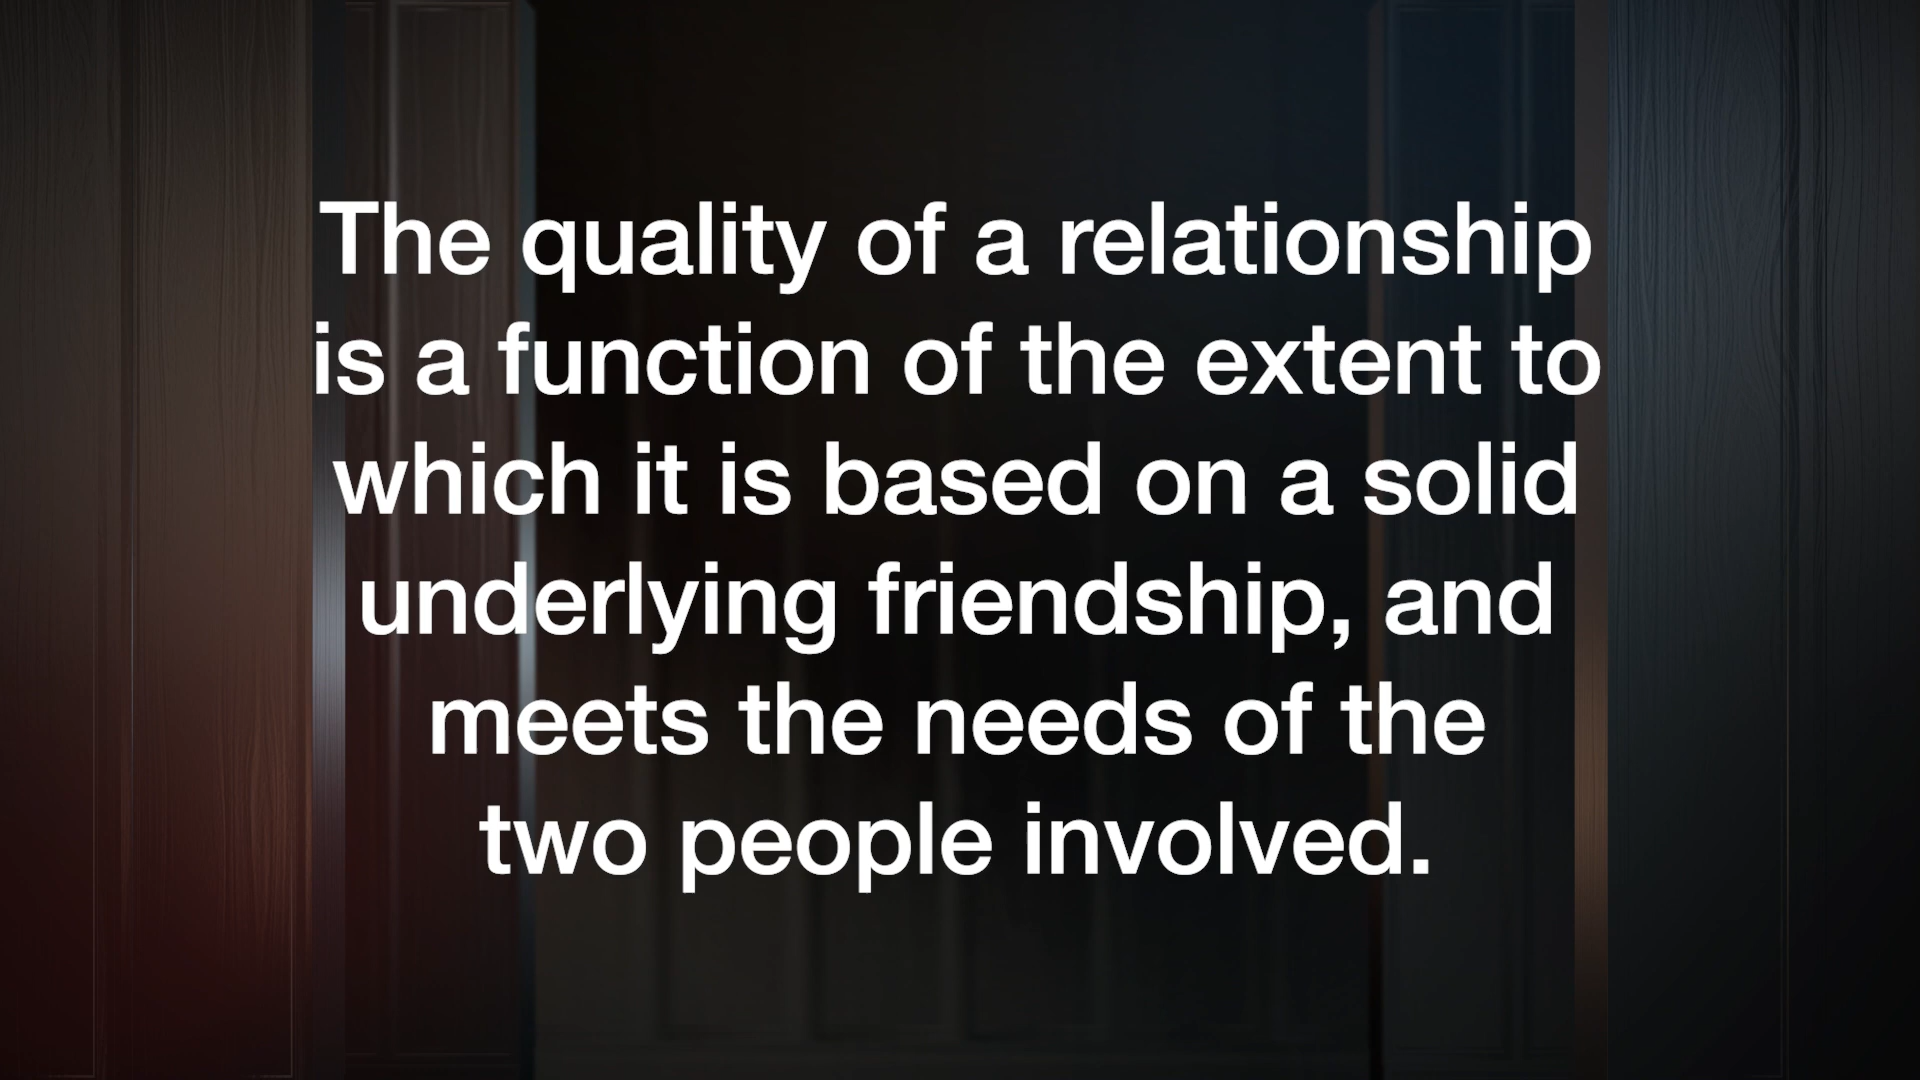 The quality of a relationship
is a function of the extent to
which it is based on a solid
underlying friendship, and
meets the needs of the
two people involved.